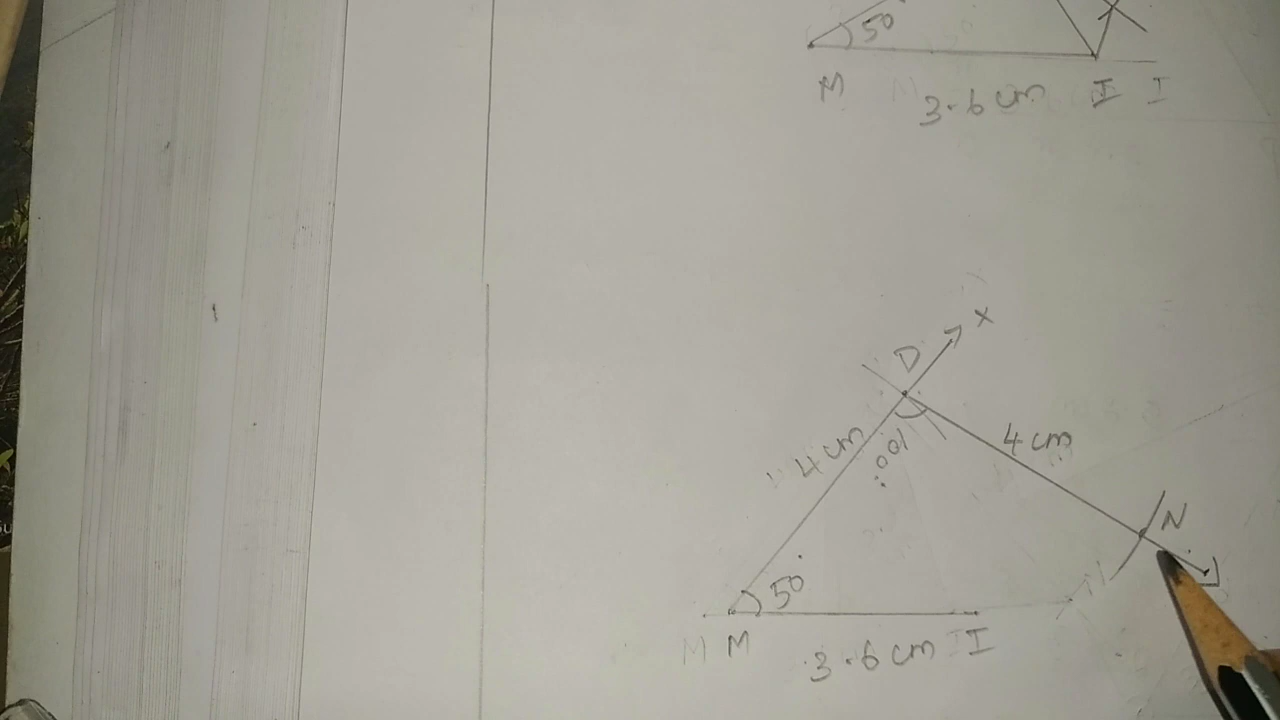 50
M 3.6 cm I I
X
D
4 cm 100° 4 cm
N
50°
M M 3.6 cm I I